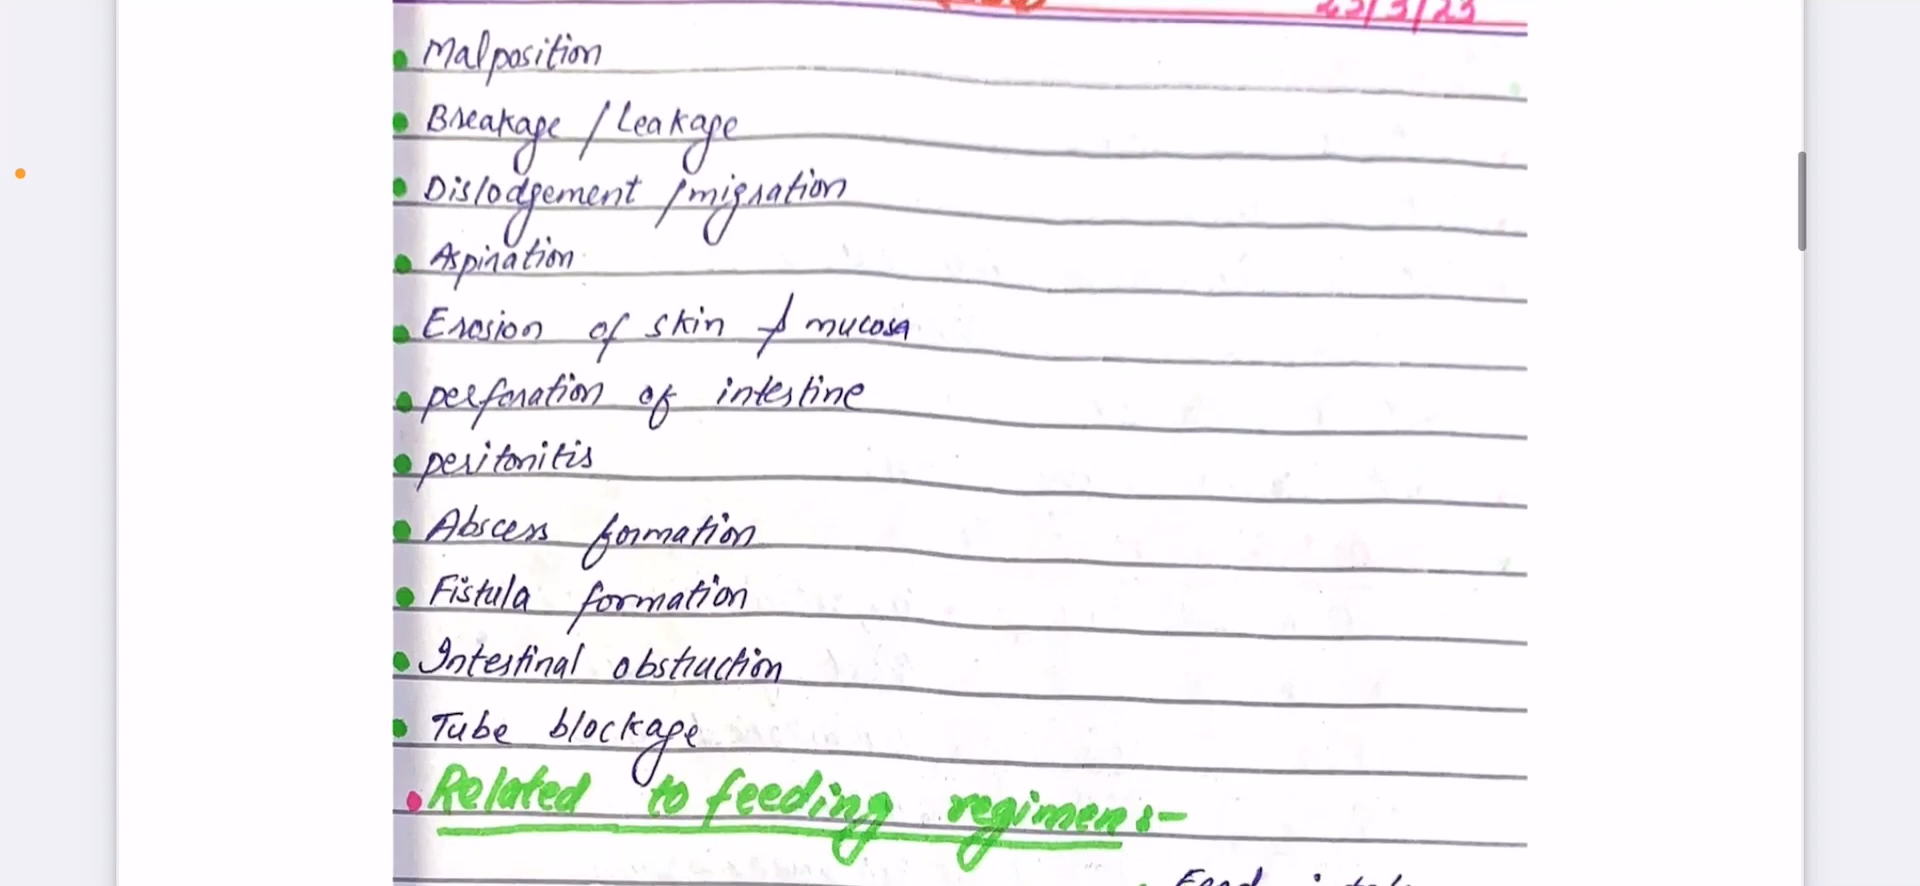 Malposition
Breakage / Leakage
Dislodgement / migration
Aspiration
Erosion of skin & mucosa
perforation of intestine
peritonitis
Abscess formation
Fistula formation
Intestinal obstruction
Tube blockage
Related to feeding regimen:-